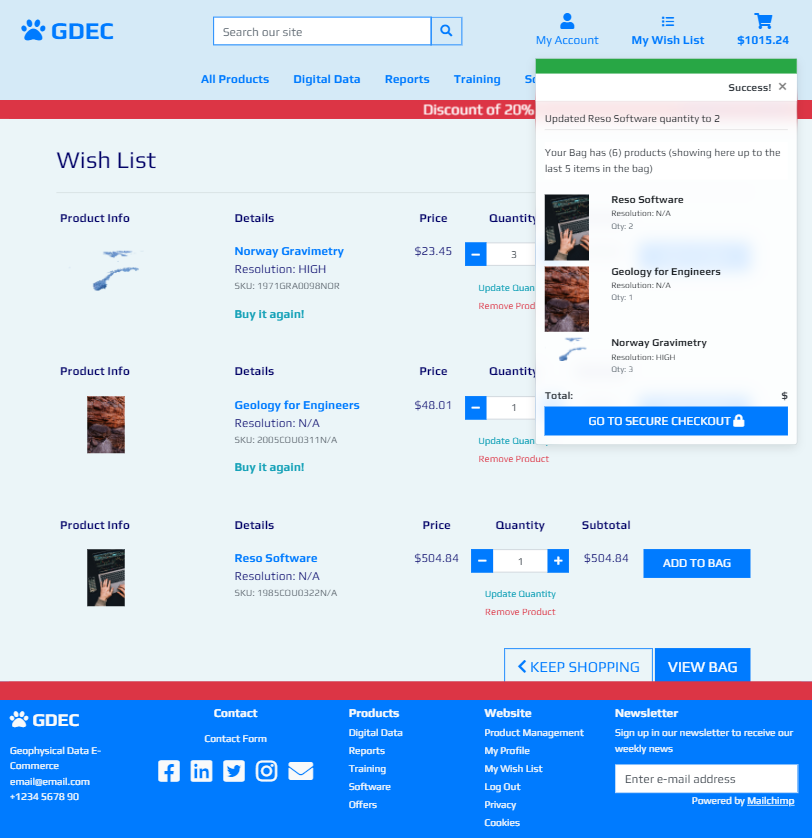 GDEC
Search our site
My Account
My Wish List
$1015.24
All Products
Digital Data
Reports
Training
Discount of 20%
Success! ×
Updated Reso Software quantity to 2
Your Bag has (6) products (showing here up to the
last 5 items in the bag)
Reso Software
Resolution: N/A
Qty: 2
Geology for Engineers
Resolution: N/A
Qty: 1
Norway Gravimetry
Resolution: HIGH
Qty: 3
Total: $
GO TO SECURE CHECKOUT
Wish List
Product Info Details Price Quantity
Norway Gravimetry $23.45 − 3
Resolution: HIGH
SKU: 1971GRA0098NOR
Update Quan
Remove Prod
Buy it again!
Product Info Details Price Quantity
Geology for Engineers $48.01 − 1
Resolution: N/A
SKU: 2005COU0311N/A
Update Quan
Remove Product
Buy it again!
Product Info Details Price Quantity Subtotal
Reso Software $504.84 − 1 + $504.84 ADD TO BAG
Resolution: N/A
SKU: 1985COU0322N/A
Update Quantity
Remove Product
KEEP SHOPPING VIEW BAG
GDEC
Geophysical Data E-
Commerce
email@email.com
+1234 5678 90
Contact
Contact Form
Products
Digital Data
Reports
Training
Software
Offers
Website
Product Management
My Profile
My Wish List
Log Out
Privacy
Cookies
Newsletter
Sign up in our newsletter to receive our
weekly news
Enter e-mail address
Powered by Mailchimp